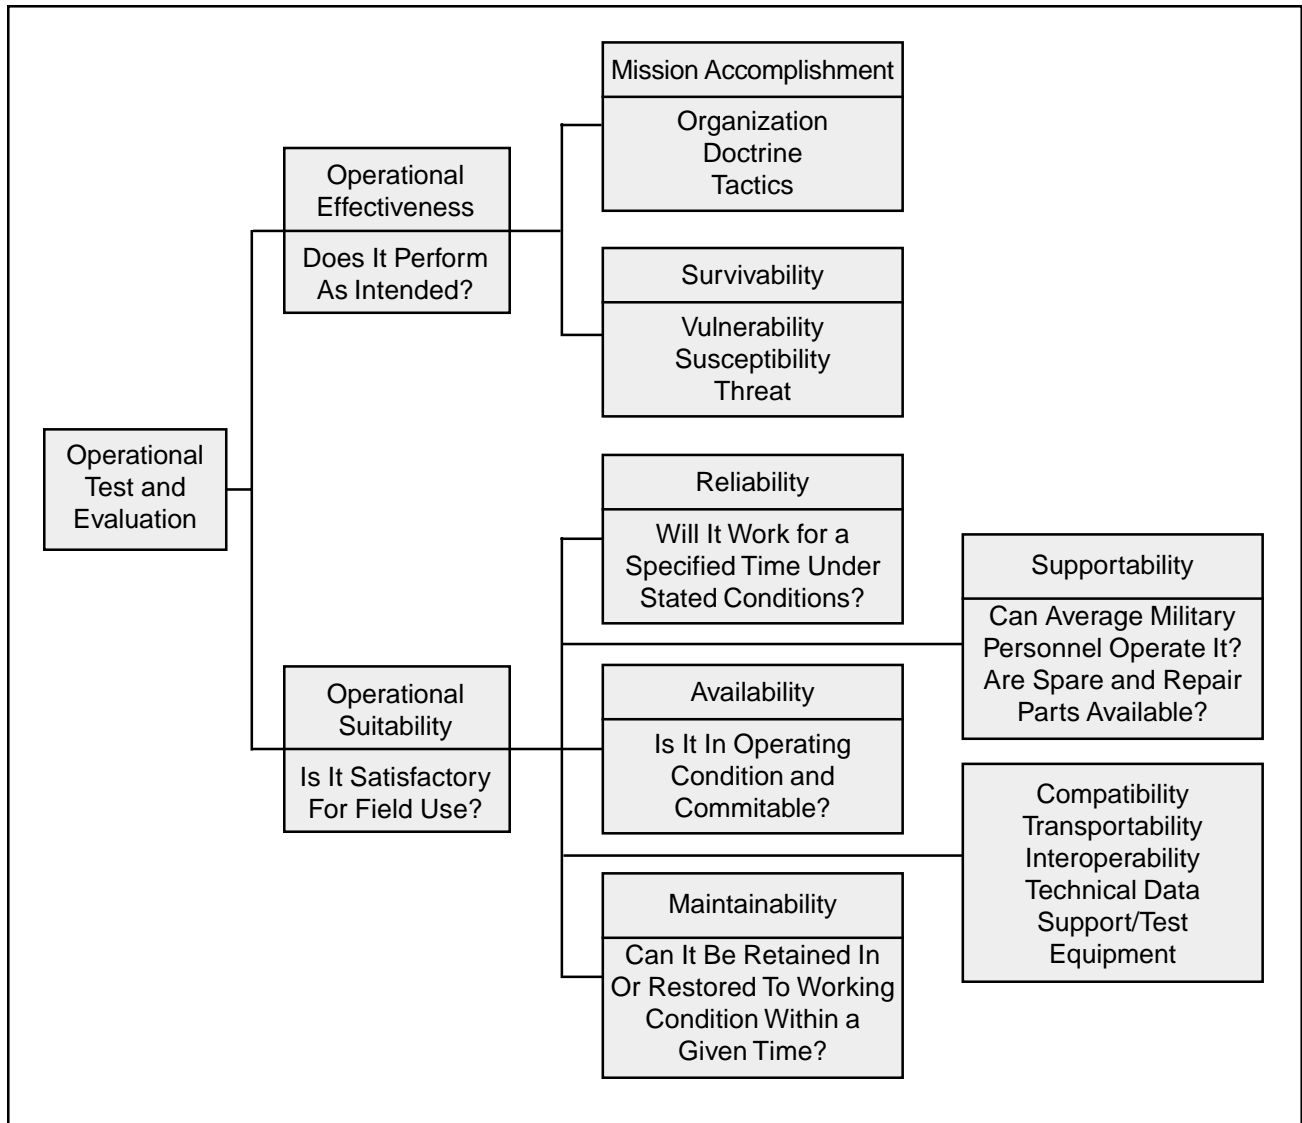 Mission Accomplishment
Organization
Doctrine
Tactics
Operational
Effectiveness
Does It Perform
As Intended?
Survivability
Vulnerability
Susceptibility
Threat
Operational
Test and
Evaluation
Reliability
Will It Work for a
Specified Time Under
Stated Conditions?
Supportability
Can Average Military
Personnel Operate It?
Are Spare and Repair
Parts Available?
Operational
Suitability
Is It Satisfactory
For Field Use?
Availability
Is It In Operating
Condition and
Commitable?
Compatibility
Transportability
Interoperability
Technical Data
Support/Test
Equipment
Maintainability
Can It Be Retained In
Or Restored To Working
Condition Within a
Given Time?